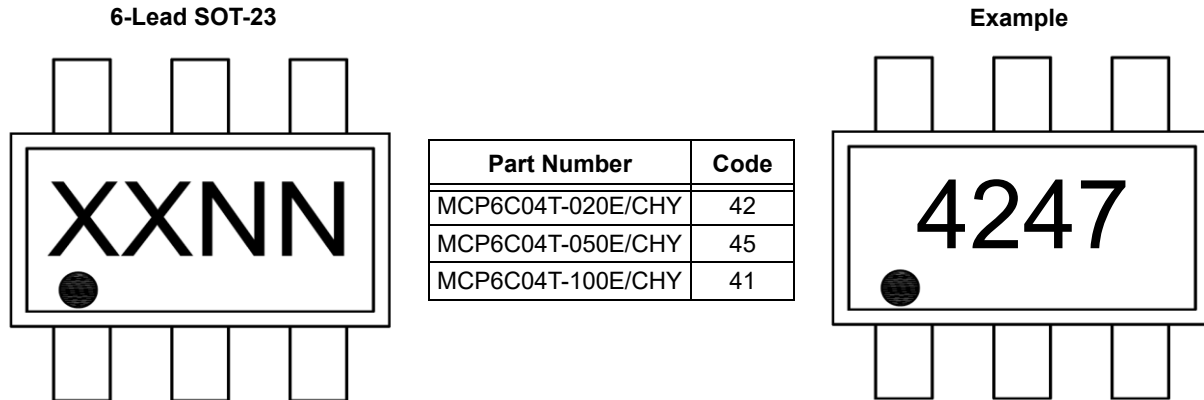 6-Lead SOT-23
XXNN
Part Number Code
MCP6C04T-020E/CHY 42
MCP6C04T-050E/CHY 45
MCP6C04T-100E/CHY 41
Example
4247